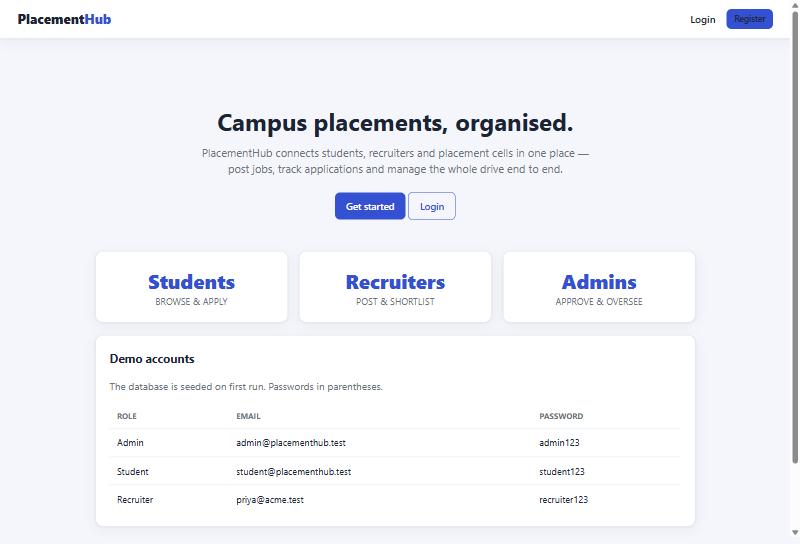 PlacementHub
Login
Register
Campus placements, organised.
PlacementHub connects students, recruiters and placement cells in one place —
post jobs, track applications and manage the whole drive end to end.
Get started
Login
Students
BROWSE & APPLY
Recruiters
POST & SHORTLIST
Admins
APPROVE & OVERSEE
Demo accounts
The database is seeded on first run. Passwords in parentheses.
ROLE EMAIL PASSWORD
Admin admin@placementhub.test admin123
Student student@placementhub.test student123
Recruiter priya@acme.test recruiter123